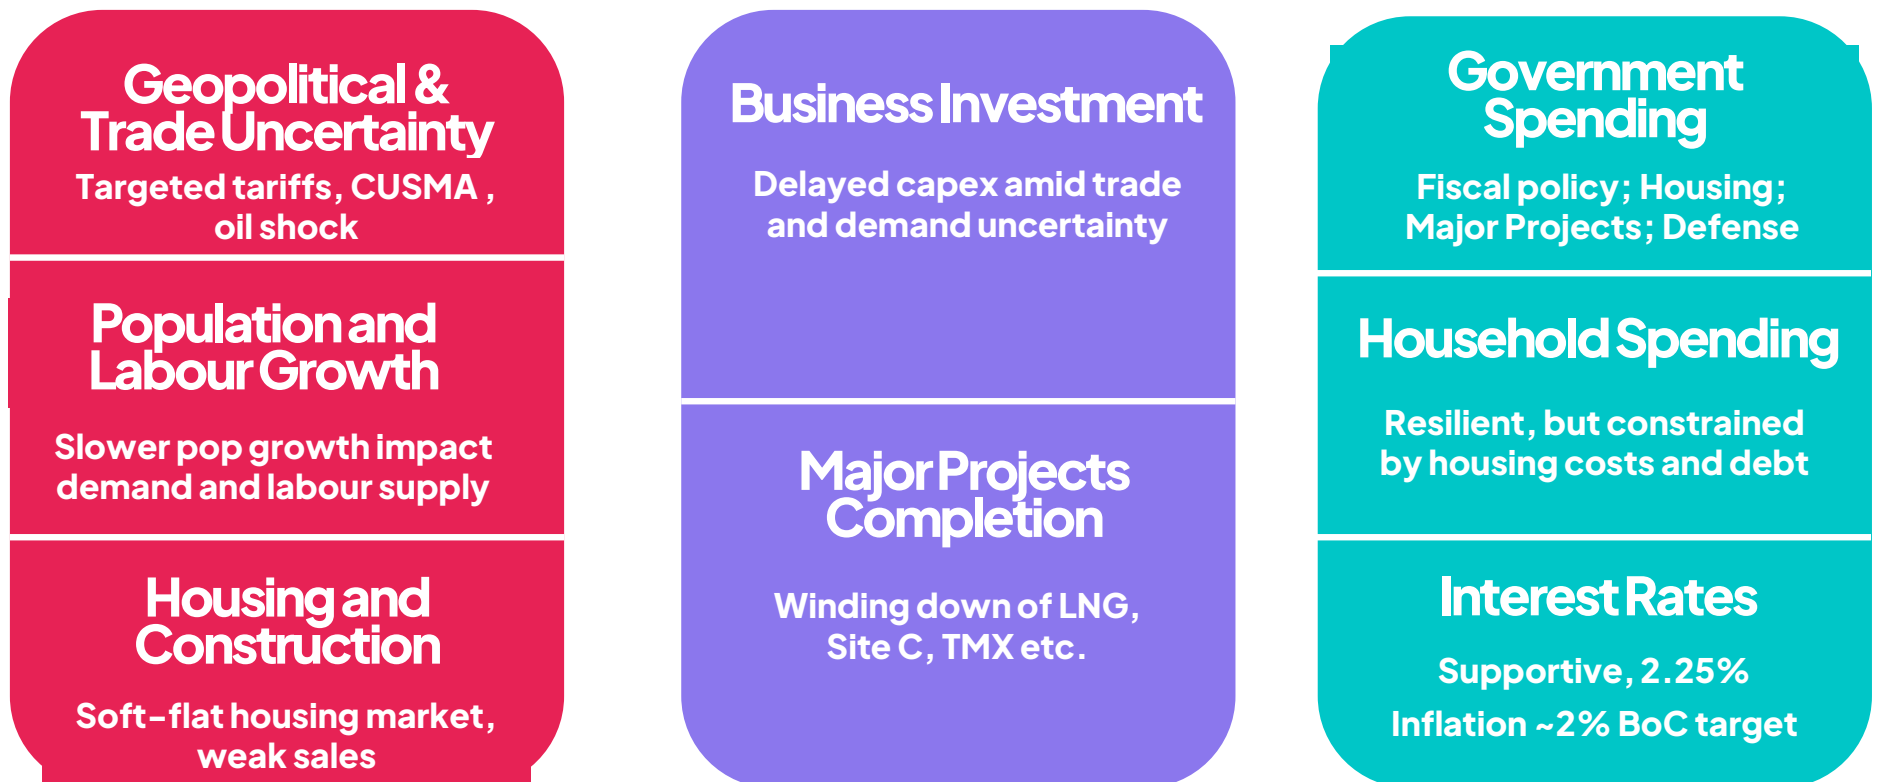 Geopolitical &
Trade Uncertainty
Targeted tariffs, CUSMA ,
oil shock
Population and
Labour Growth
Slower pop growth impact
demand and labour supply
Housing and
Construction
Soft-flat housing market,
weak sales
Business Investment
Delayed capex amid trade
and demand uncertainty
Major Projects
Completion
Winding down of LNG,
Site C, TMX etc.
Government
Spending
Fiscal policy; Housing;
Major Projects; Defense
Household Spending
Resilient, but constrained
by housing costs and debt
Interest Rates
Supportive, 2.25%
Inflation ~2% BoC target